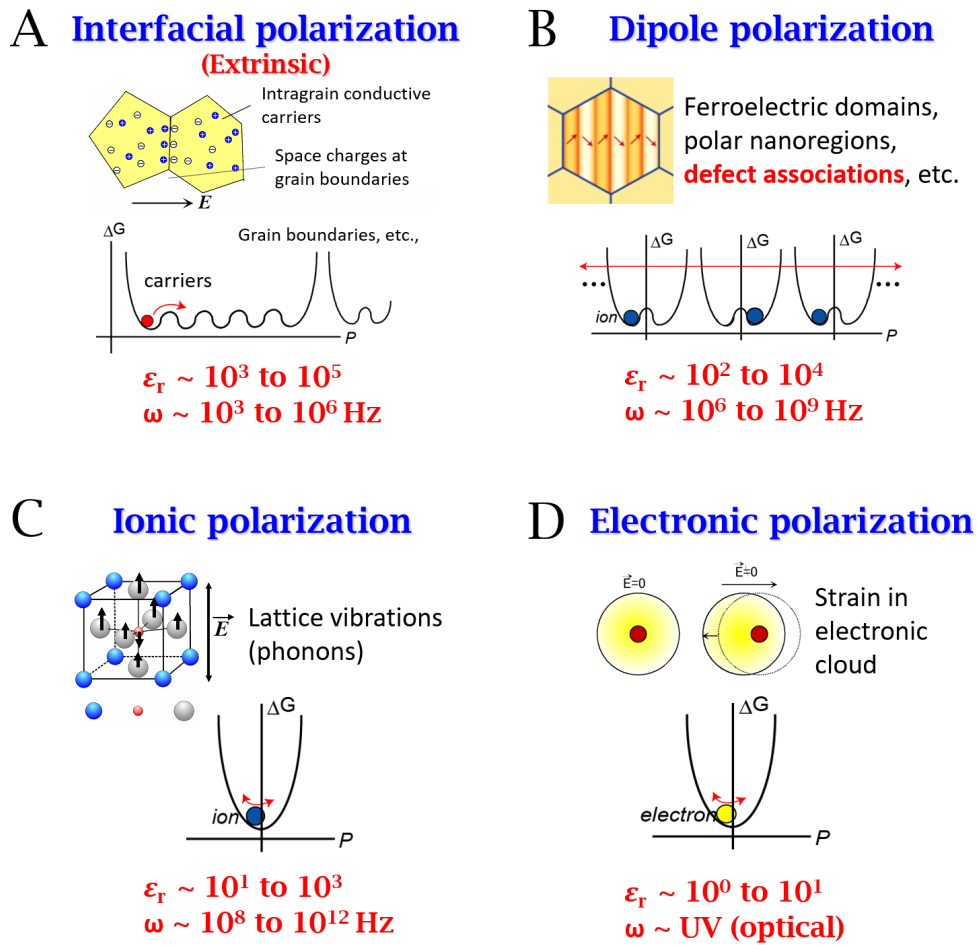 A Interfacial polarization
(Extrinsic)
Intragrain conductive
carriers
Space charges at
grain boundaries
E
ΔG
Grain boundaries, etc.,
carriers
P
εr ~ 10³ to 10⁵
ω ~ 10³ to 10⁶ Hz
B Dipole polarization
Ferroelectric domains,
polar nanoregions,
defect associations, etc.
ΔG ΔG ΔG
... ...
ion
P
εr ~ 10² to 10⁴
ω ~ 10⁶ to 10⁹ Hz
C Ionic polarization
E
Lattice vibrations
(phonons)
ΔG
ion
P
εr ~ 10¹ to 10³
ω ~ 10⁸ to 10¹² Hz
D Electronic polarization
E=0 E≠0
Strain in
electronic
cloud
ΔG
electron
P
εr ~ 10⁰ to 10¹
ω ~ UV (optical)